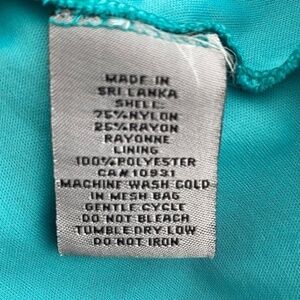 MADE IN
SRI LANKA
SHELL:
75%NYLON
25%RAYON
RAYONNE
LINING
100%POLYESTER
CA# 10931
MACHINE WASH COLD
IN MESH BAG
GENTLE CYCLE
DO NOT BLEACH
TUMBLE DRY LOW
DO NOT IRON